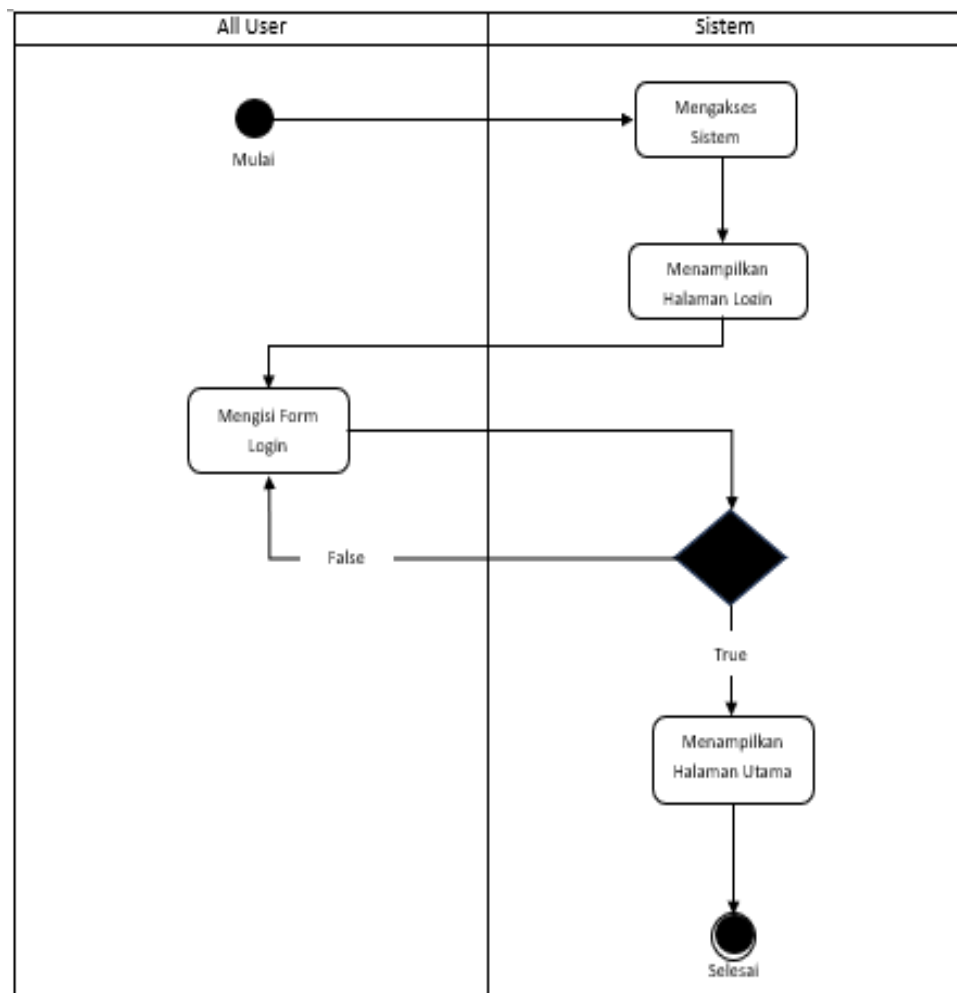 All User
Sistem
Mulai
Mengakses
Sistem
Menampilkan
Halaman Login
Mengisi Form
Login
False
True
Menampilkan
Halaman Utama
Selesai